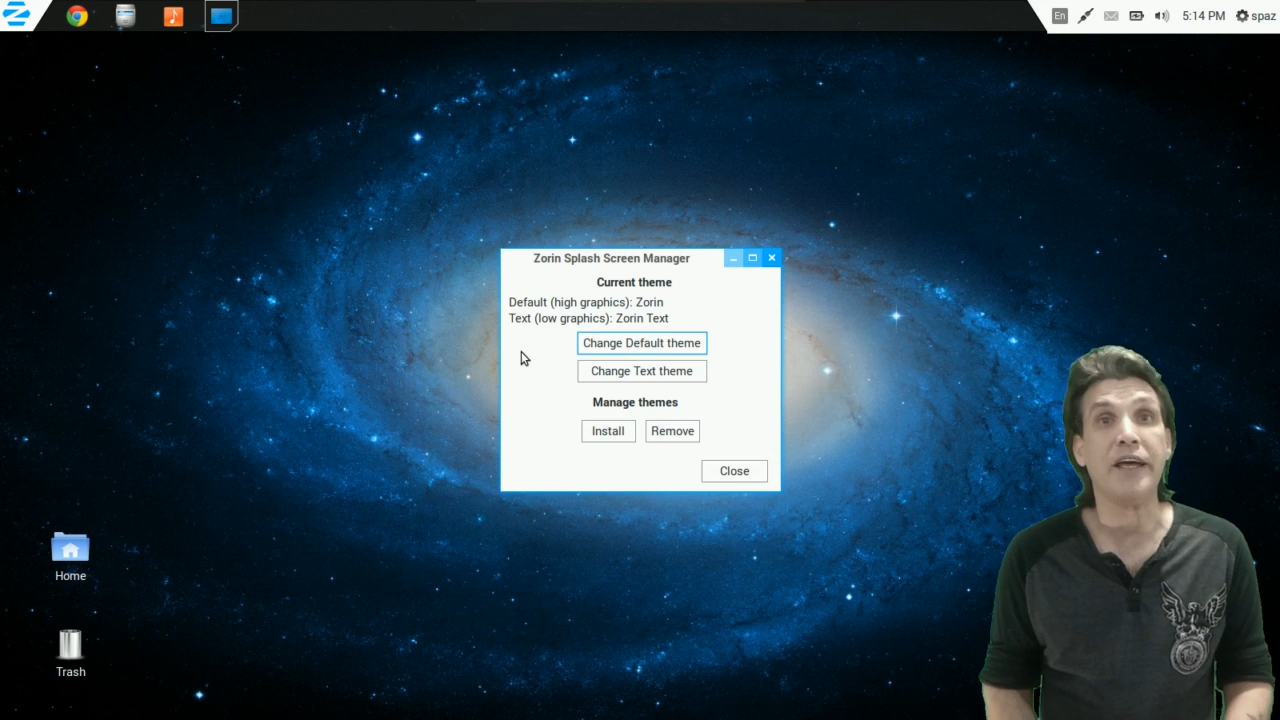 En 5:14 PM spaz
Zorin Splash Screen Manager
Current theme
Default (high graphics): Zorin
Text (low graphics): Zorin Text
Change Default theme
Change Text theme
Manage themes
Install Remove
Close
Home
Trash